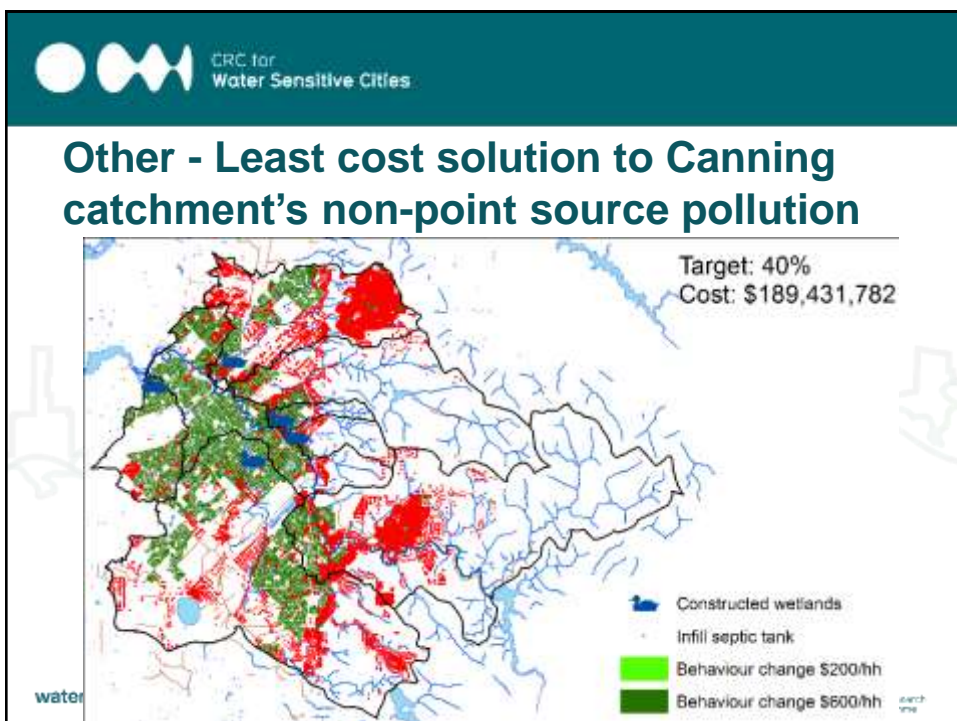 CRC for
Water Sensitive Cities
Other - Least cost solution to Canning
catchment's non-point source pollution
Target: 40%
Cost: $189,431,782
Constructed wetlands
Infill septic tank
Behaviour change $200/hh
Behaviour change $600/hh
water